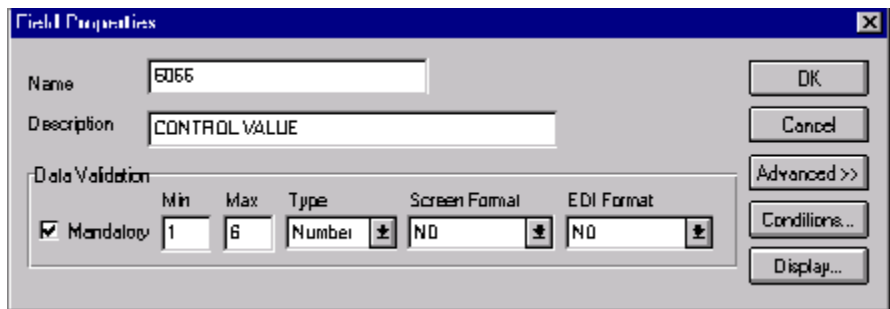 Field Properties
Name 6066
Description CONTROL VALUE
Data Validation
Min Max Type Screen Format EDI Format
Mandatory 1 6 Number N0 N0
OK
Cancel
Advanced >>
Conditions...
Display...